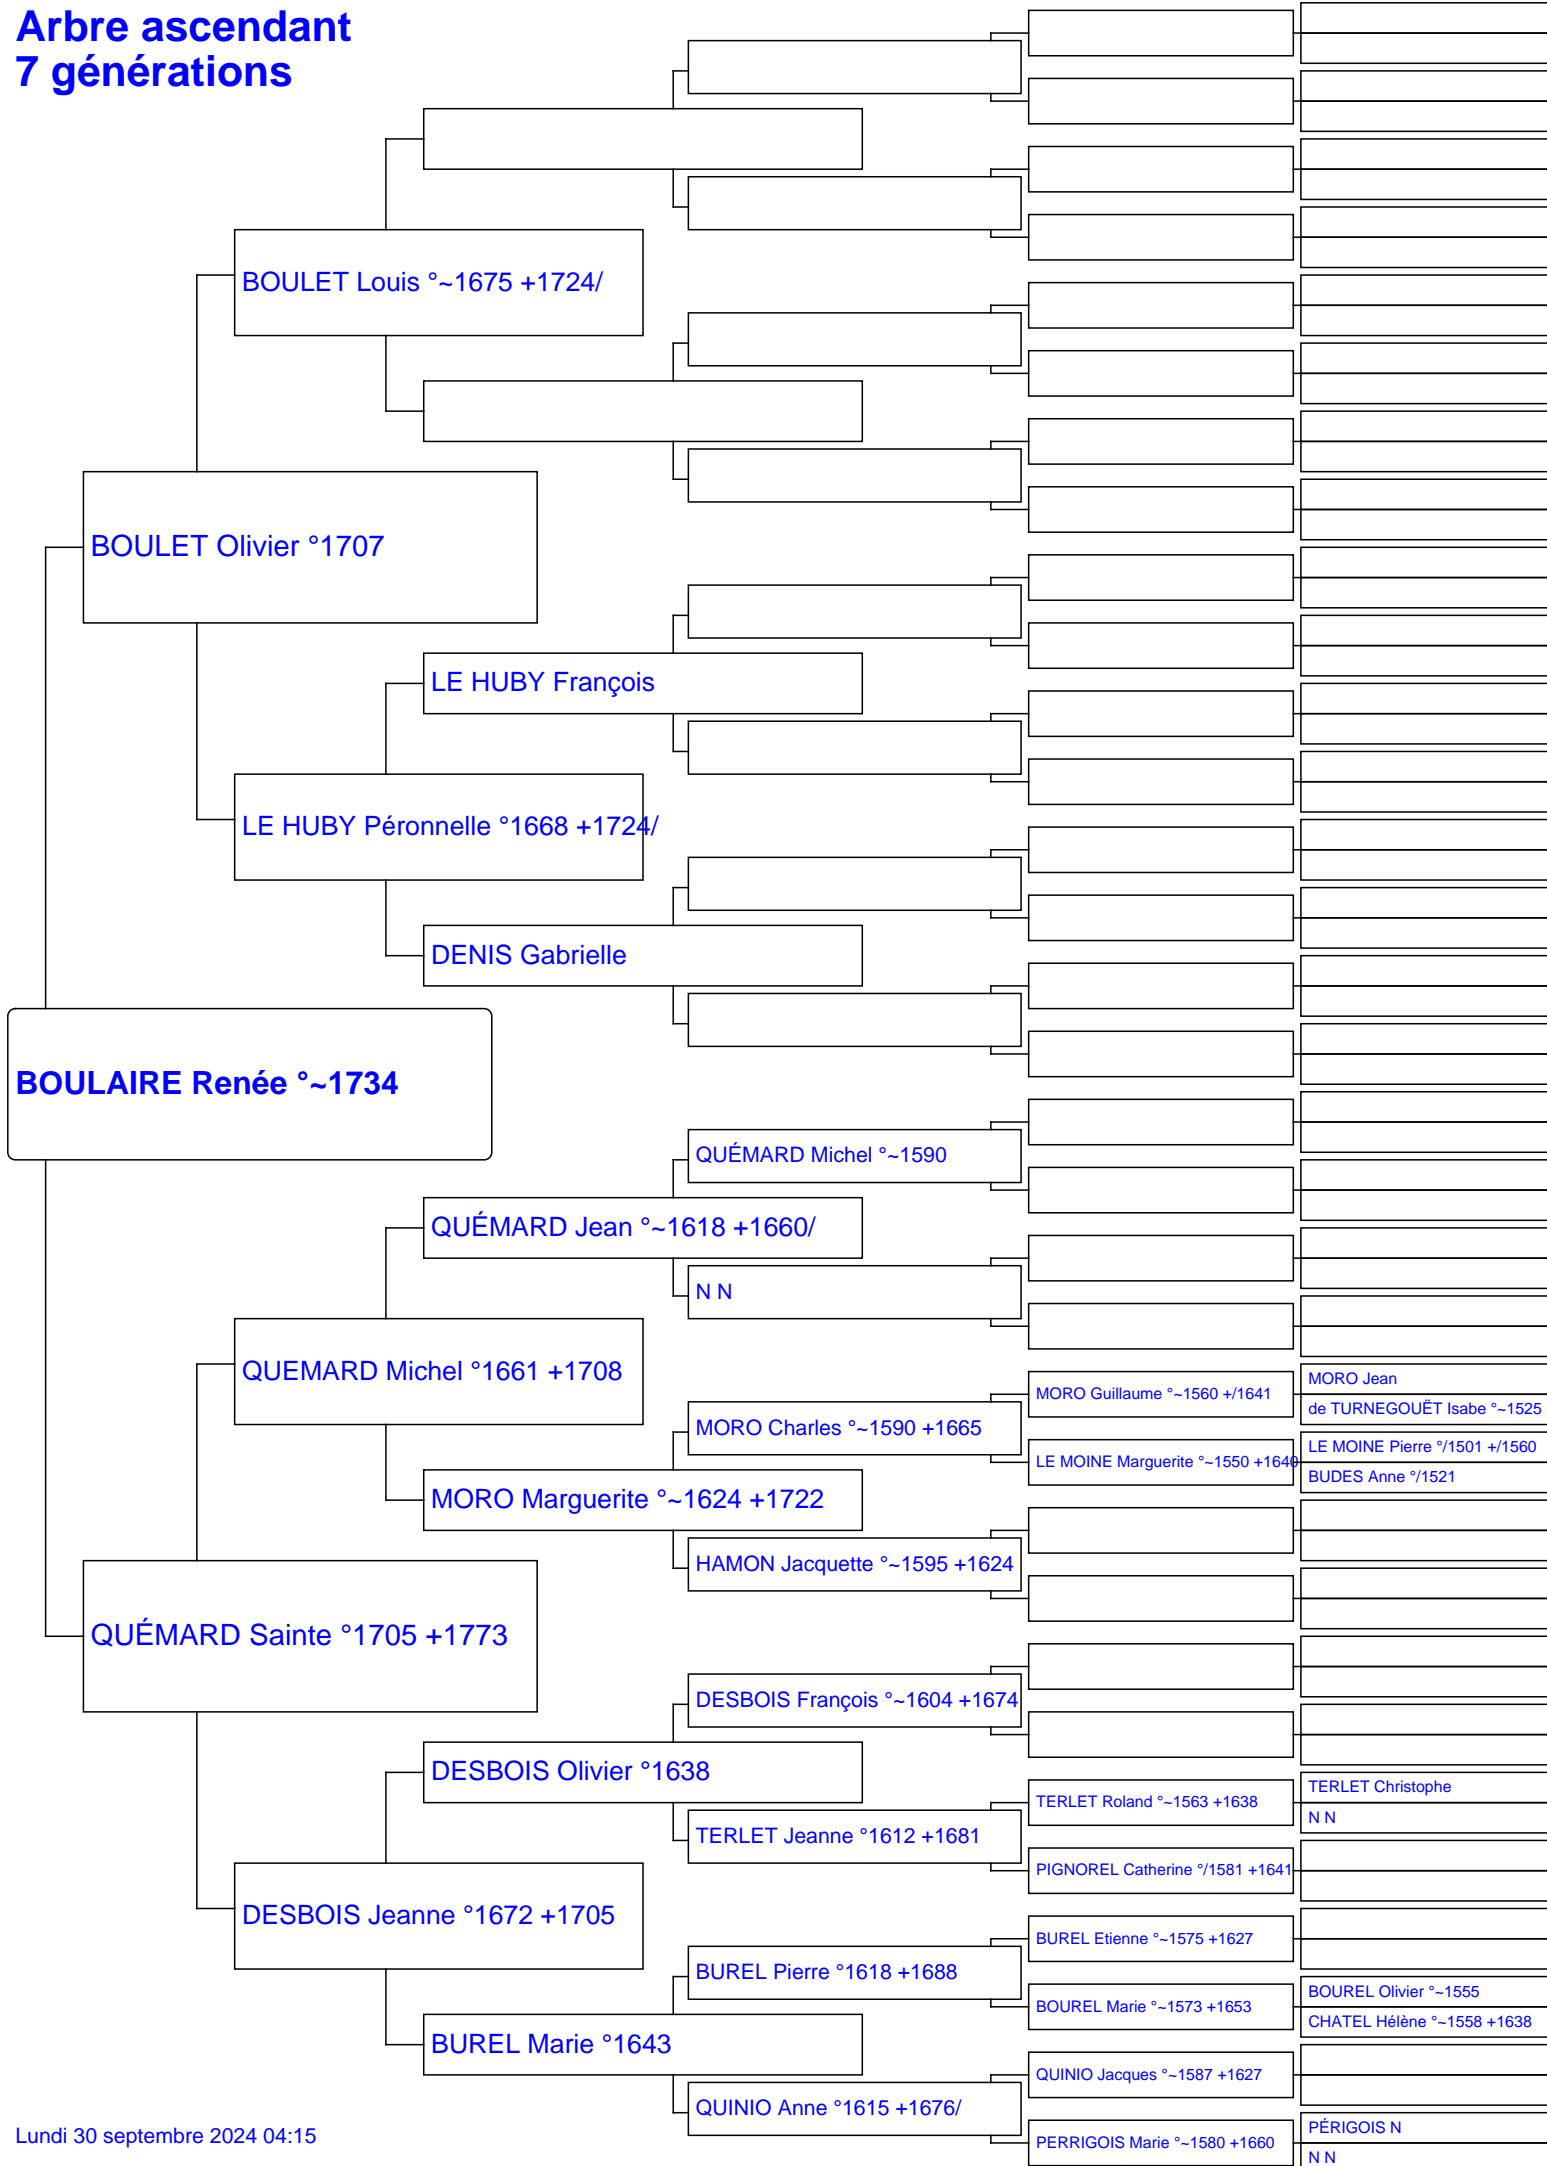 Arbre ascendant
7 générations
BOULET Louis °~1675 +1724/
BOULET Olivier °1707
LE HUBY François
LE HUBY Péronnelle °1668 +1724/
DENIS Gabrielle
BOULAIRE Renée °~1734
QUÉMARD Michel °~1590
QUÉMARD Jean °~1618 +1660/
N N
QUEMARD Michel °1661 +1708
MORO Jean
MORO Guillaume °~1560 +/1641
de TURNEGOUËT Isabe °~1525
MORO Charles °~1590 +1665
LE MOINE Pierre °/1501 +/1560
LE MOINE Marguerite °~1550 +1640
BUDES Anne °/1521
MORO Marguerite °~1624 +1722
HAMON Jacquette °~1595 +1624
QUÉMARD Sainte °1705 +1773
DESBOIS François °~1604 +1674
DESBOIS Olivier °1638
TERLET Christophe
TERLET Roland °~1563 +1638
N N
TERLET Jeanne °1612 +1681
PIGNOREL Catherine °/1581 +1641
DESBOIS Jeanne °1672 +1705
BUREL Etienne °~1575 +1627
BUREL Pierre °1618 +1688
BOUREL Olivier °~1555
BOUREL Marie °~1573 +1653
CHATEL Hélène °~1558 +1638
BUREL Marie °1643
QUINIO Jacques °~1587 +1627
QUINIO Anne °1615 +1676/
PÉRIGOIS N
PERRIGOIS Marie °~1580 +1660
N N
Lundi 30 septembre 2024 04:15